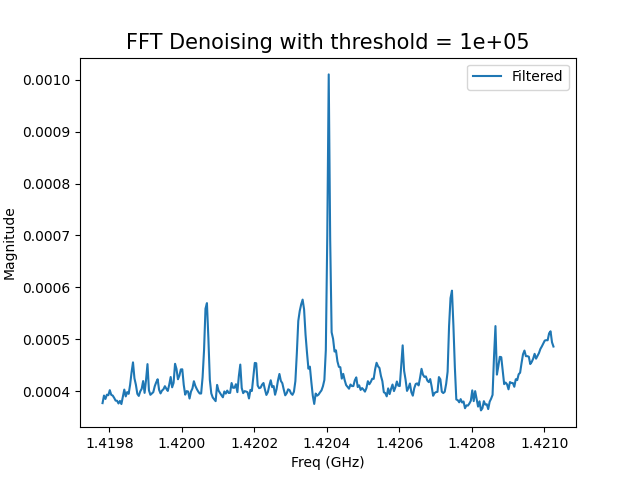 FFT Denoising with threshold = 1e+05
Filtered
0.0010
0.0009
0.0008
0.0007
0.0006
0.0005
0.0004
Magnitude
1.4198 1.4200 1.4202 1.4204 1.4206 1.4208 1.4210
Freq (GHz)